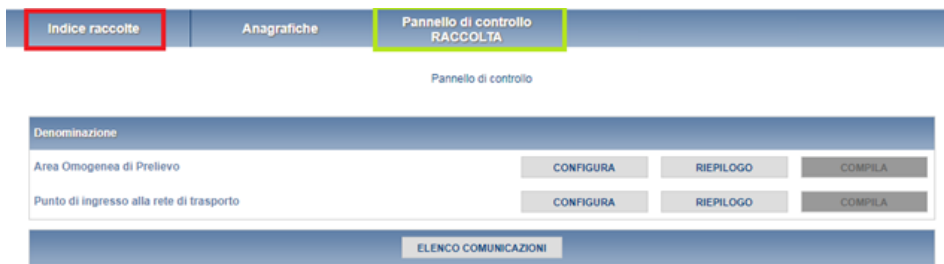 Indice raccolte
Anagrafiche
Pannello di controllo
RACCOLTA
Pannello di controllo
Denominazione
Area Omogenea di Prelievo CONFIGURA RIEPILOGO COMPILA
Punto di ingresso alla rete di trasporto CONFIGURA RIEPILOGO COMPILA
ELENCO COMUNICAZIONI